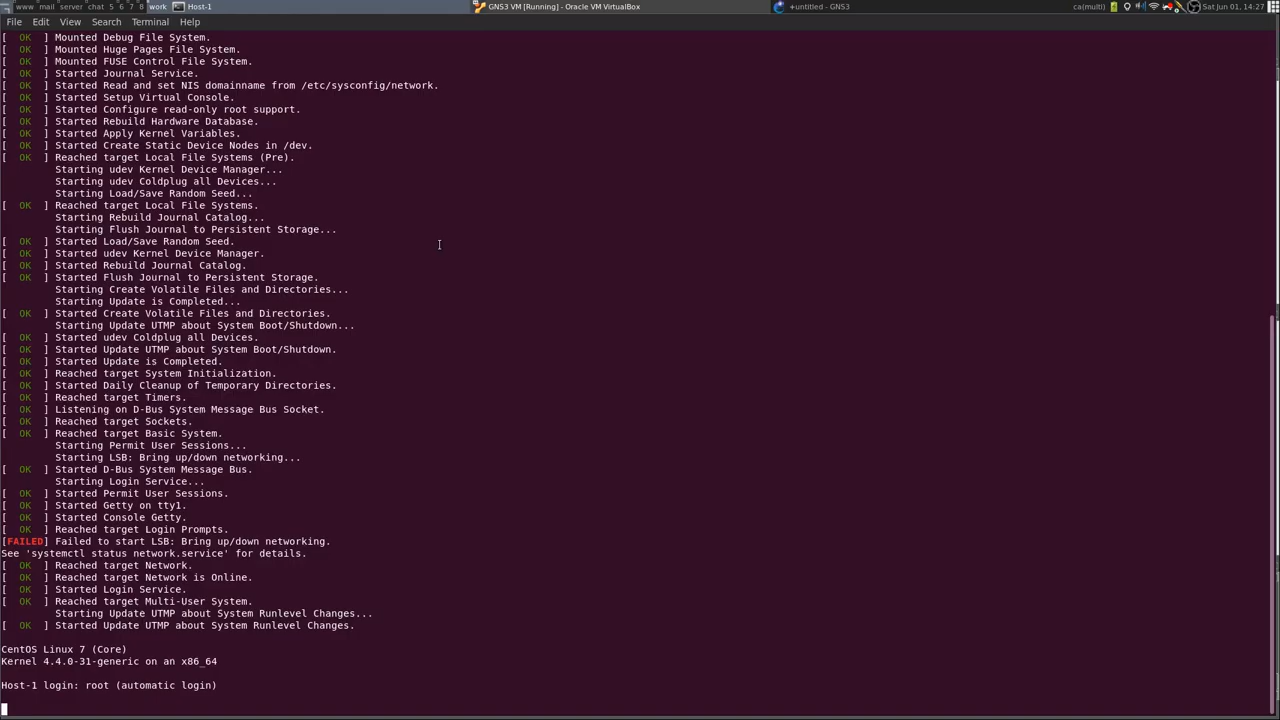 www mail server chat 5 6 7 8 work Host-1 GNS3 VM [Running] - Oracle VM VirtualBox +untitled - GNS3 ca(multi) Sat Jun 01, 14:27
File Edit View Search Terminal Help
[  OK  ] Mounted Debug File System.
[  OK  ] Mounted Huge Pages File System.
[  OK  ] Mounted FUSE Control File System.
[  OK  ] Started Journal Service.
[  OK  ] Started Read and set NIS domainname from /etc/sysconfig/network.
[  OK  ] Started Setup Virtual Console.
[  OK  ] Started Configure read-only root support.
[  OK  ] Started Rebuild Hardware Database.
[  OK  ] Started Apply Kernel Variables.
[  OK  ] Started Create Static Device Nodes in /dev.
[  OK  ] Reached target Local File Systems (Pre).
         Starting udev Kernel Device Manager...
         Starting udev Coldplug all Devices...
         Starting Load/Save Random Seed...
[  OK  ] Reached target Local File Systems.
         Starting Rebuild Journal Catalog...
         Starting Flush Journal to Persistent Storage...
[  OK  ] Started Load/Save Random Seed.
[  OK  ] Started udev Kernel Device Manager.
[  OK  ] Started Rebuild Journal Catalog.
[  OK  ] Started Flush Journal to Persistent Storage.
         Starting Create Volatile Files and Directories...
         Starting Update is Completed...
[  OK  ] Started Create Volatile Files and Directories.
         Starting Update UTMP about System Boot/Shutdown...
[  OK  ] Started udev Coldplug all Devices.
[  OK  ] Started Update UTMP about System Boot/Shutdown.
[  OK  ] Started Update is Completed.
[  OK  ] Reached target System Initialization.
[  OK  ] Started Daily Cleanup of Temporary Directories.
[  OK  ] Reached target Timers.
[  OK  ] Listening on D-Bus System Message Bus Socket.
[  OK  ] Reached target Sockets.
[  OK  ] Reached target Basic System.
         Starting Permit User Sessions...
         Starting LSB: Bring up/down networking...
[  OK  ] Started D-Bus System Message Bus.
         Starting Login Service...
[  OK  ] Started Permit User Sessions.
[  OK  ] Started Getty on tty1.
[  OK  ] Started Console Getty.
[  OK  ] Reached target Login Prompts.
[FAILED] Failed to start LSB: Bring up/down networking.
See 'systemctl status network.service' for details.
[  OK  ] Reached target Network.
[  OK  ] Reached target Network is Online.
[  OK  ] Started Login Service.
[  OK  ] Reached target Multi-User System.
         Starting Update UTMP about System Runlevel Changes...
[  OK  ] Started Update UTMP about System Runlevel Changes.
CentOS Linux 7 (Core)
Kernel 4.4.0-31-generic on an x86_64
Host-1 login: root (automatic login)